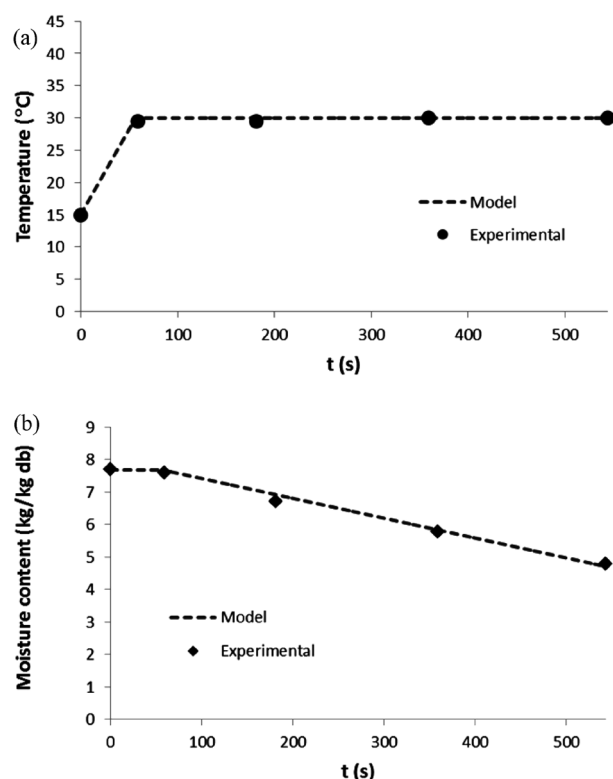 (a)
Temperature (°C)
45
40
35
30
25
20
15
10
5
0
Model
Experimental
0 100 200 300 400 500
t (s)
(b)
Moisture content (kg/kg db)
9
8
7
6
5
4
3
2
1
0
Model
Experimental
0 100 200 300 400 500
t (s)